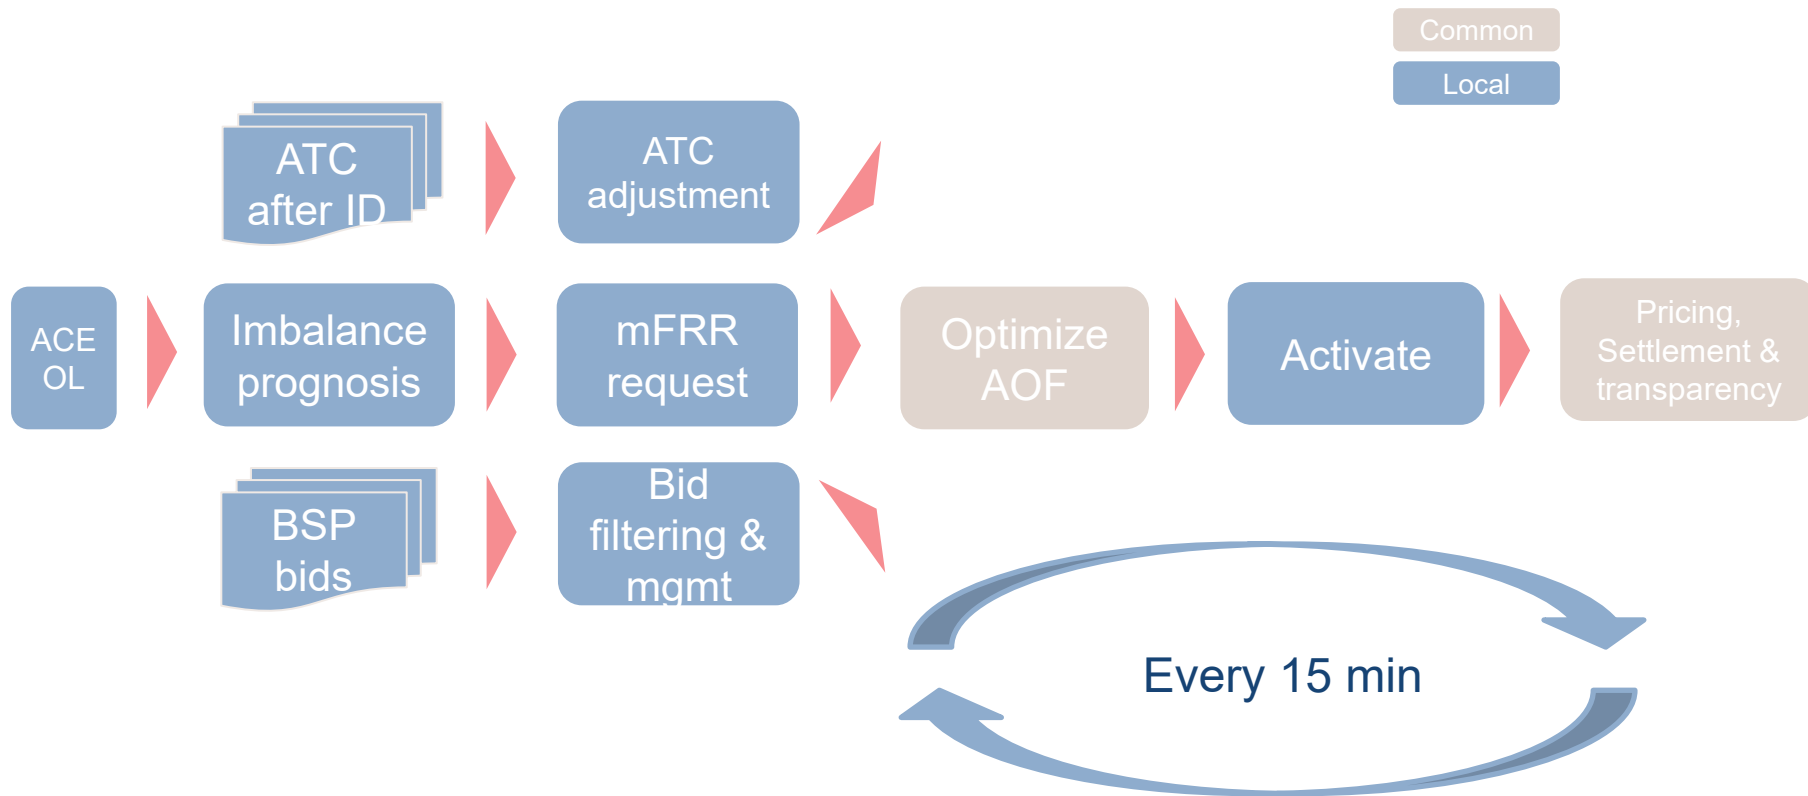 Common
Local
ATC
after ID
ATC
adjustment
ACE
OL
Imbalance
prognosis
mFRR
request
Optimize
AOF
Activate
Pricing,
Settlement &
transparency
BSP
bids
Bid
filtering &
mgmt
Every 15 min